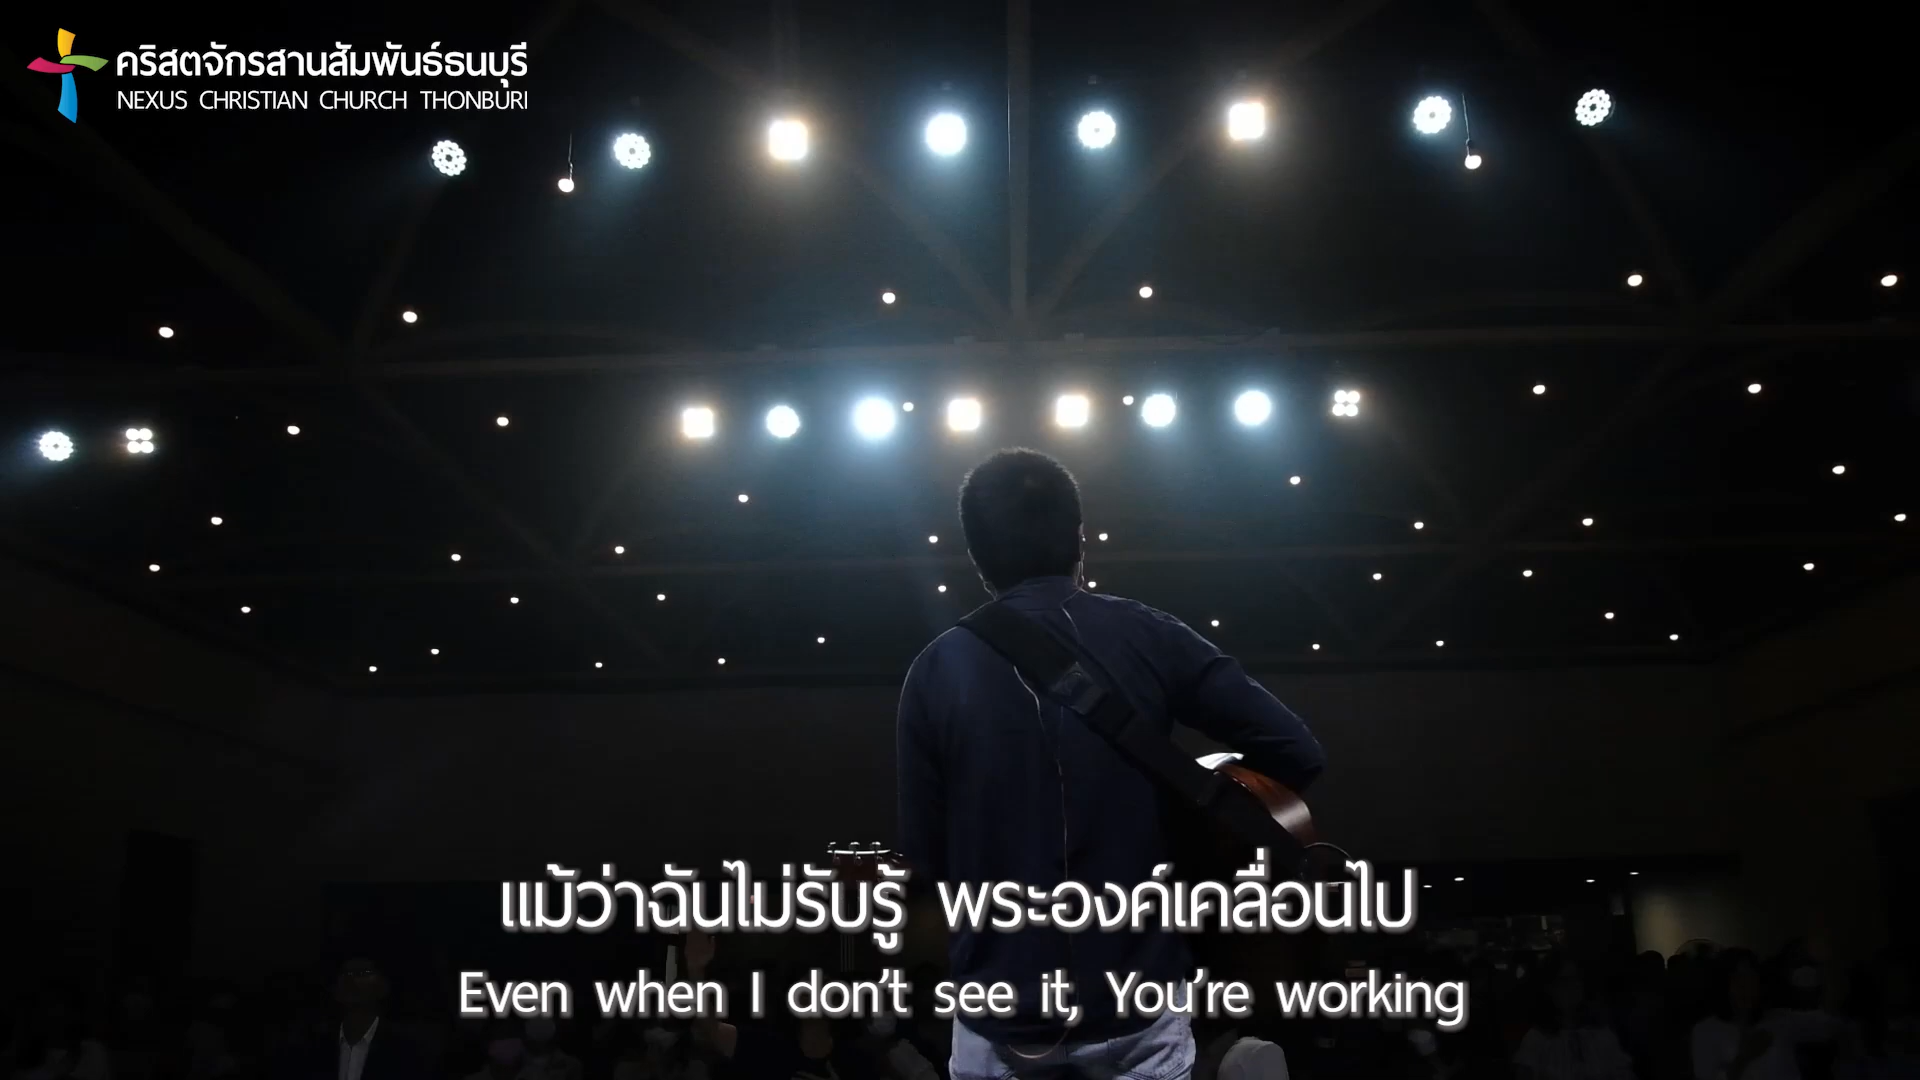 คริสตจักรสานสัมพันธ์ธนบุรี
NEXUS CHRISTIAN CHURCH THONBURI
แม้ว่าฉันไม่รับรู้ พระองค์เคลื่อนไป
Even when I don't see it, You're working